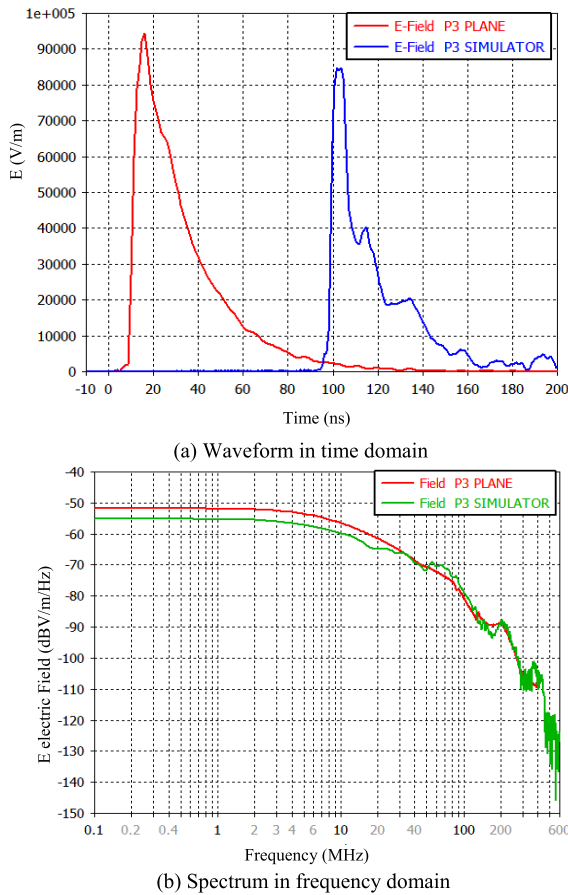 1e+005
90000
80000
70000
60000
50000
40000
30000
20000
10000
0
E (V/m)
E-Field P3 PLANE
E-Field P3 SIMULATOR
-10 0 20 40 60 80 100 120 140 160 180 200
Time (ns)
(a) Waveform in time domain
-40
-50
-60
-70
-80
-90
-100
-110
-120
-130
-140
-150
E electric Field (dBV/m/Hz)
Field P3 PLANE
Field P3 SIMULATOR
0.1 0.2 0.4 1 2 3 4 6 10 20 40 100 200 600
Frequency (MHz)
(b) Spectrum in frequency domain